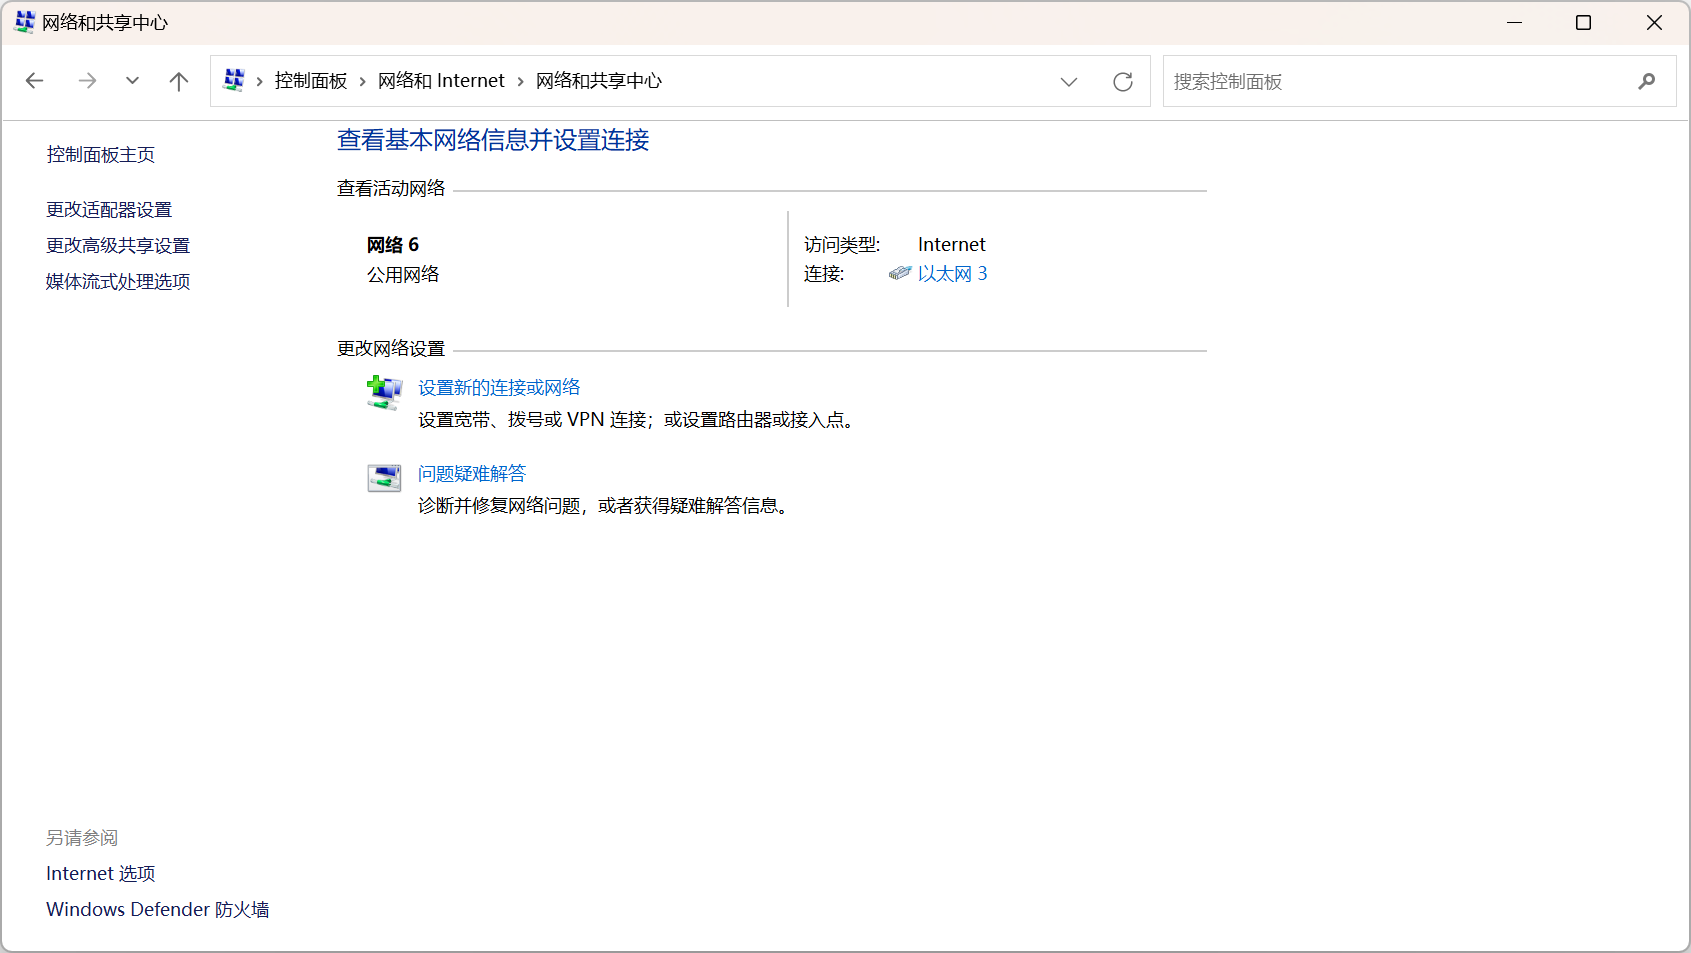 网络和共享中心
控制面板 › 网络和 Internet › 网络和共享中心
搜索控制面板
控制面板主页
更改适配器设置
更改高级共享设置
媒体流式处理选项
查看基本网络信息并设置连接
查看活动网络
网络 6
公用网络
访问类型: Internet
连接: 以太网 3
更改网络设置
设置新的连接或网络
设置宽带、拨号或 VPN 连接；或设置路由器或接入点。
问题疑难解答
诊断并修复网络问题，或者获得疑难解答信息。
另请参阅
Internet 选项
Windows Defender 防火墙